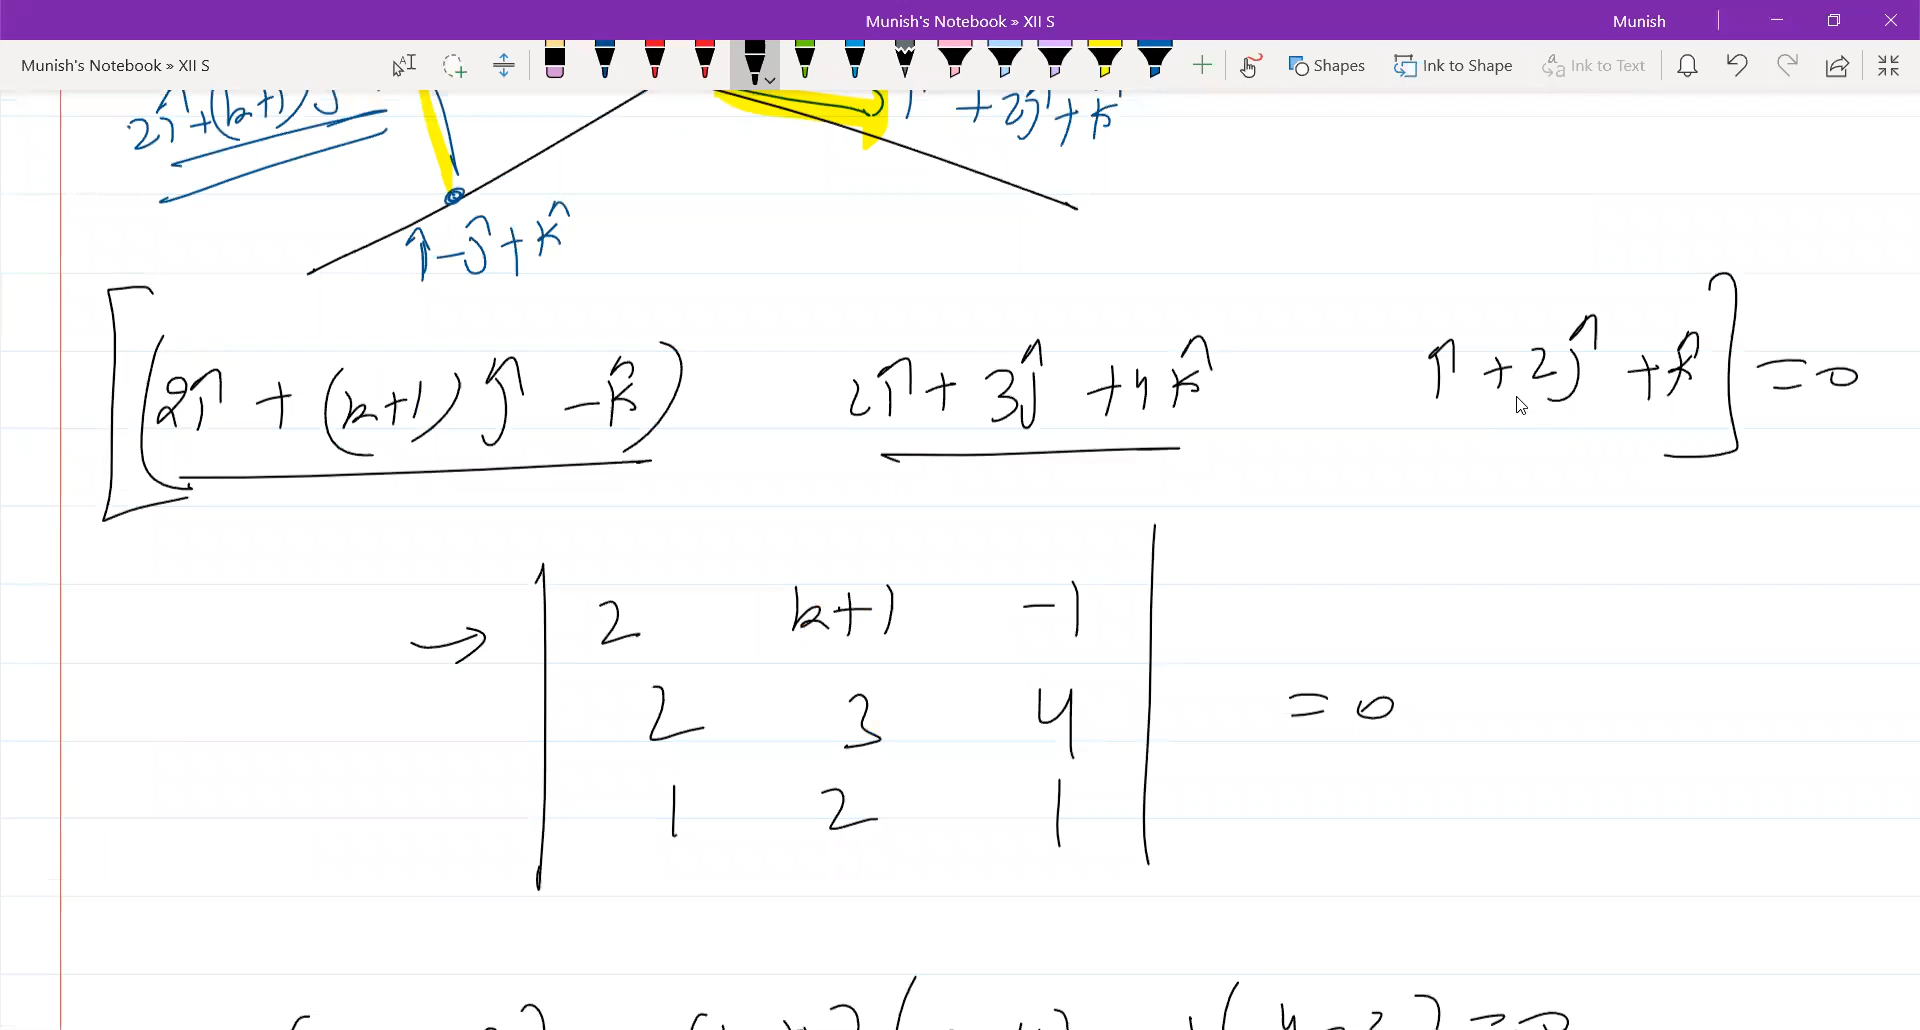 Munish's Notebook » XII S
Munish
Munish's Notebook » XII S
Shapes
Ink to Shape
Ink to Text
2î+(k+1)ĵ
+ 2ĵ + k̂
î-ĵ+k̂
[(2î + (k+1)ĵ -k̂) 2î+ 3ĵ +4k̂ î +2ĵ +k̂] =0
→ | 2 k+1 -1 |
| 2 3 4 | = 0
| 1 2 1 |